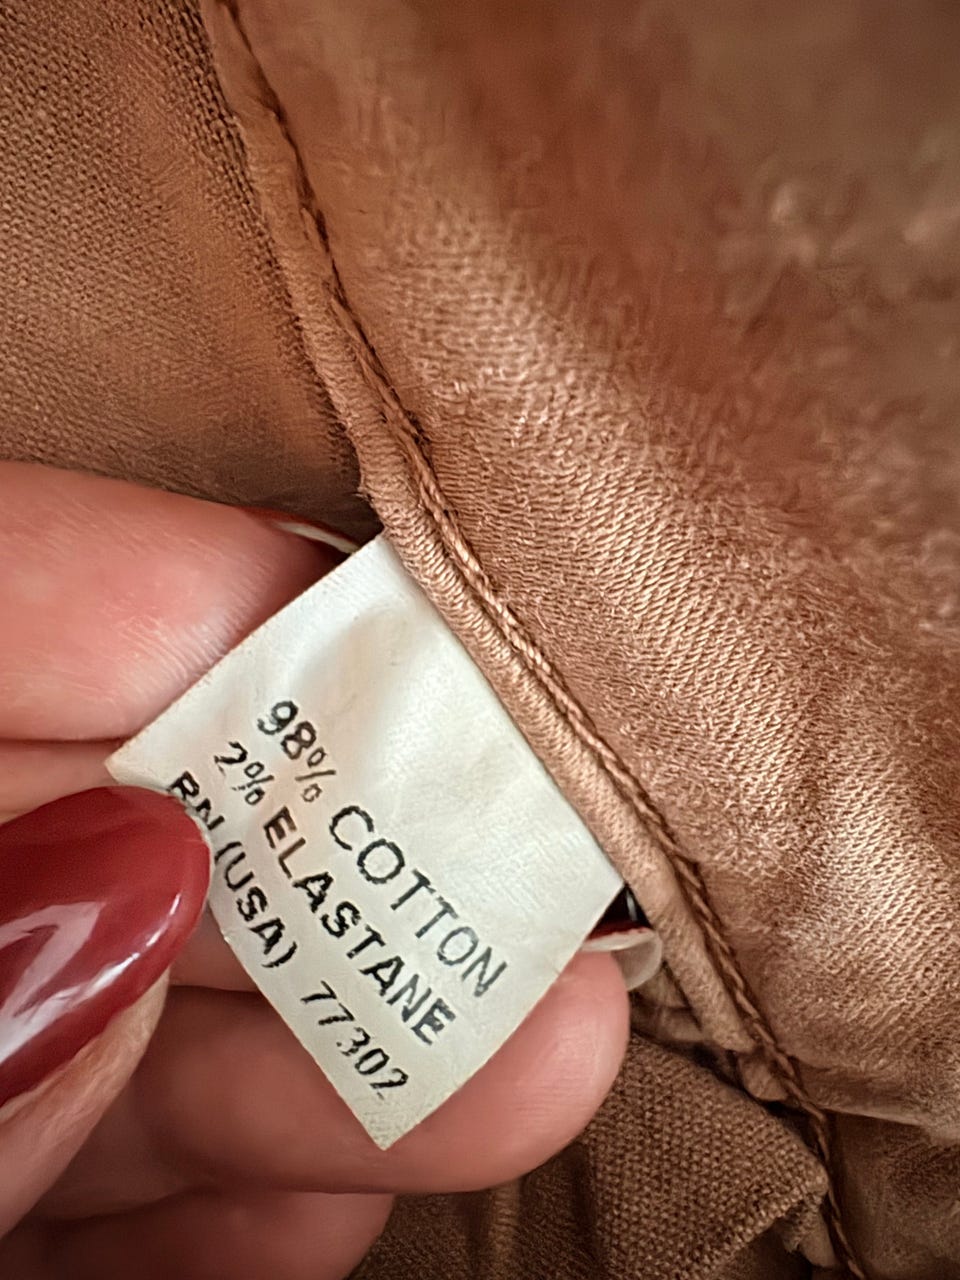 98% COTTON
2% ELASTANE
RN (USA) 77302